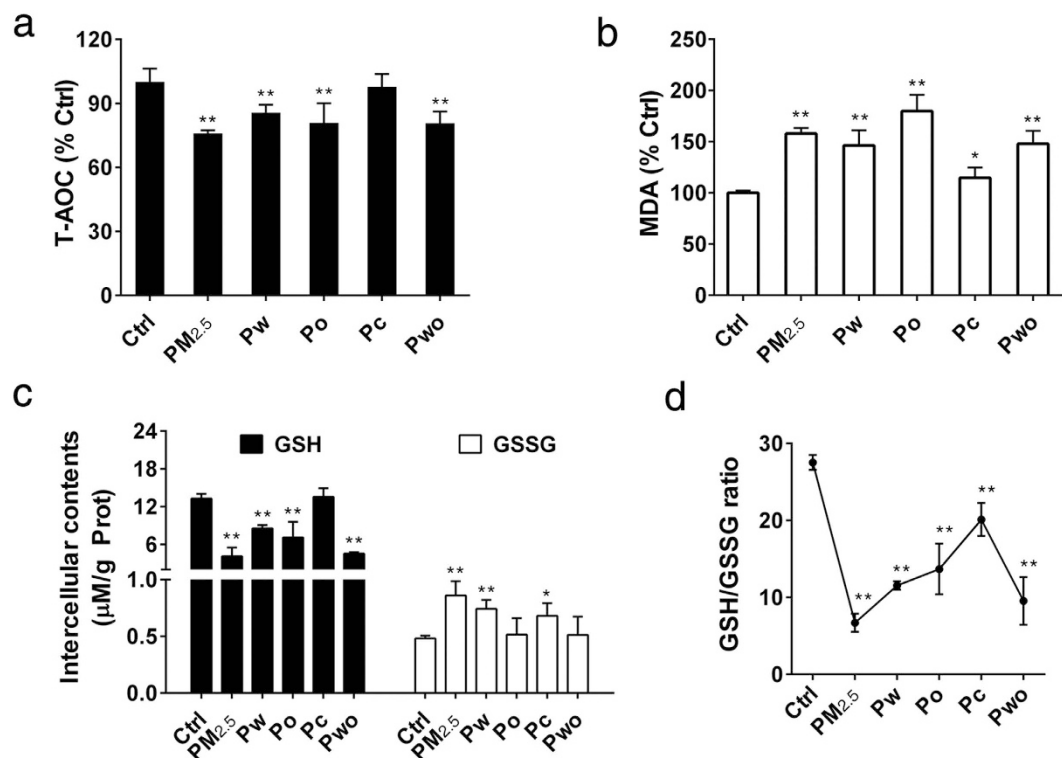 a
T-AOC (% Ctrl)
120
90
60
30
0
** ** ** **
Ctrl PM2.5 Pw Po Pc Pwo
b
MDA (% Ctrl)
250
200
150
100
50
0
** ** ** * **
Ctrl PM2.5 Pw Po Pc Pwo
c
Intercellular contents
(μM/g Prot)
24
18
12
6
1.0
0.5
0.0
GSH GSSG
** ** ** **
** ** *
Ctrl PM2.5 Pw Po Pc Pwo Ctrl PM2.5 Pw Po Pc Pwo
d
GSH/GSSG ratio
30
20
10
0
** ** ** ** **
Ctrl PM2.5 Pw Po Pc Pwo